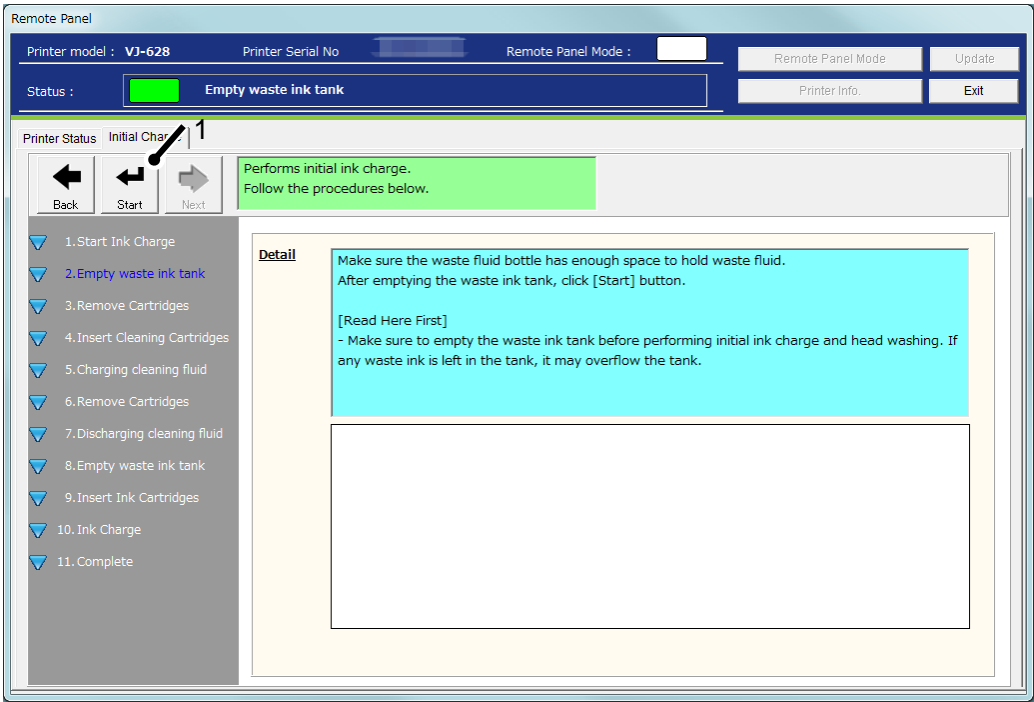 Remote Panel
Printer model : VJ-628 Printer Serial No Remote Panel Mode :
Remote Panel Mode Update
Status : Empty waste ink tank
Printer Info. Exit
Printer Status Initial Charge 1
Back Start Next
Performs initial ink charge.
Follow the procedures below.
1.Start Ink Charge
2.Empty waste ink tank
3.Remove Cartridges
4.Insert Cleaning Cartridges
5.Charging cleaning fluid
6.Remove Cartridges
7.Discharging cleaning fluid
8.Empty waste ink tank
9.Insert Ink Cartridges
10.Ink Charge
11.Complete
Detail
Make sure the waste fluid bottle has enough space to hold waste fluid.
After emptying the waste ink tank, click [Start] button.
[Read Here First]
- Make sure to empty the waste ink tank before performing initial ink charge and head washing. If
any waste ink is left in the tank, it may overflow the tank.